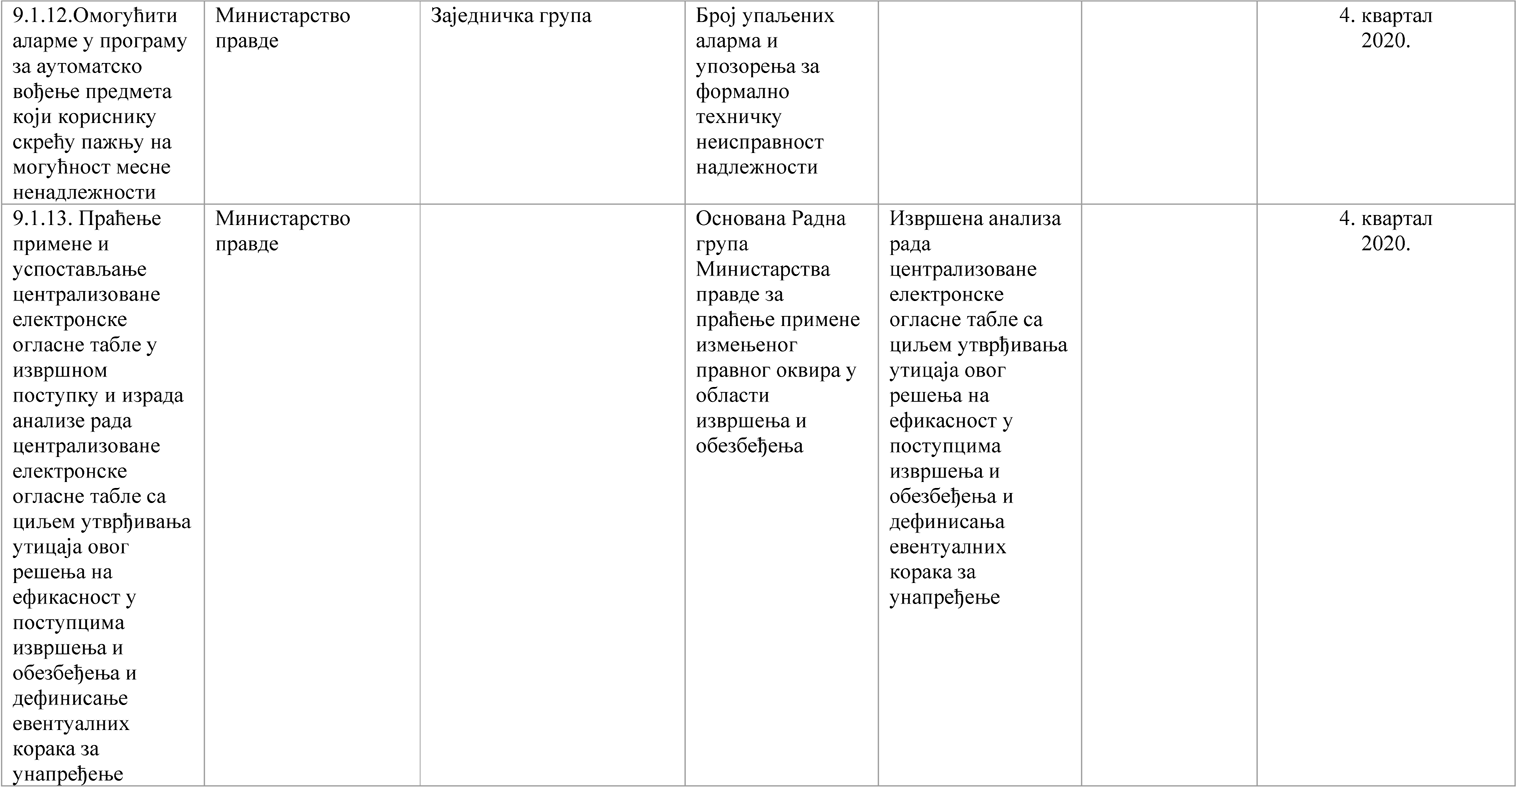 9.1.12.Омогућити
аларме у програму
за аутоматско
вођење предмета
који кориснику
скрећу пажњу на
могућност месне
ненадлежности
Министарство
правде
Заједничка група
Број упаљених
аларма и
упозорења за
формално
техничку
неисправност
надлежности
4. квартал
2020.
9.1.13. Праћење
примене и
успостављање
централизоване
електронске
огласне табле у
извршном
поступку и израда
анализе рада
централизоване
електронске
огласне табле са
циљем утврђивања
утицаја овог
решења на
ефикасност у
поступцима
извршења и
обезбеђења и
дефинисање
евентуалних
корака за
унапређење
Министарство
правде
Основана Радна
група
Министарства
правде за
праћење примене
измењеног
правног оквира у
области
извршења и
обезбеђења
Извршена анализа
рада
централизоване
електронске
огласне табле са
циљем утврђивања
утицаја овог
решења на
ефикасност у
поступцима
извршења и
обезбеђења и
дефинисања
евентуалних
корака за
унапређење
4. квартал
2020.